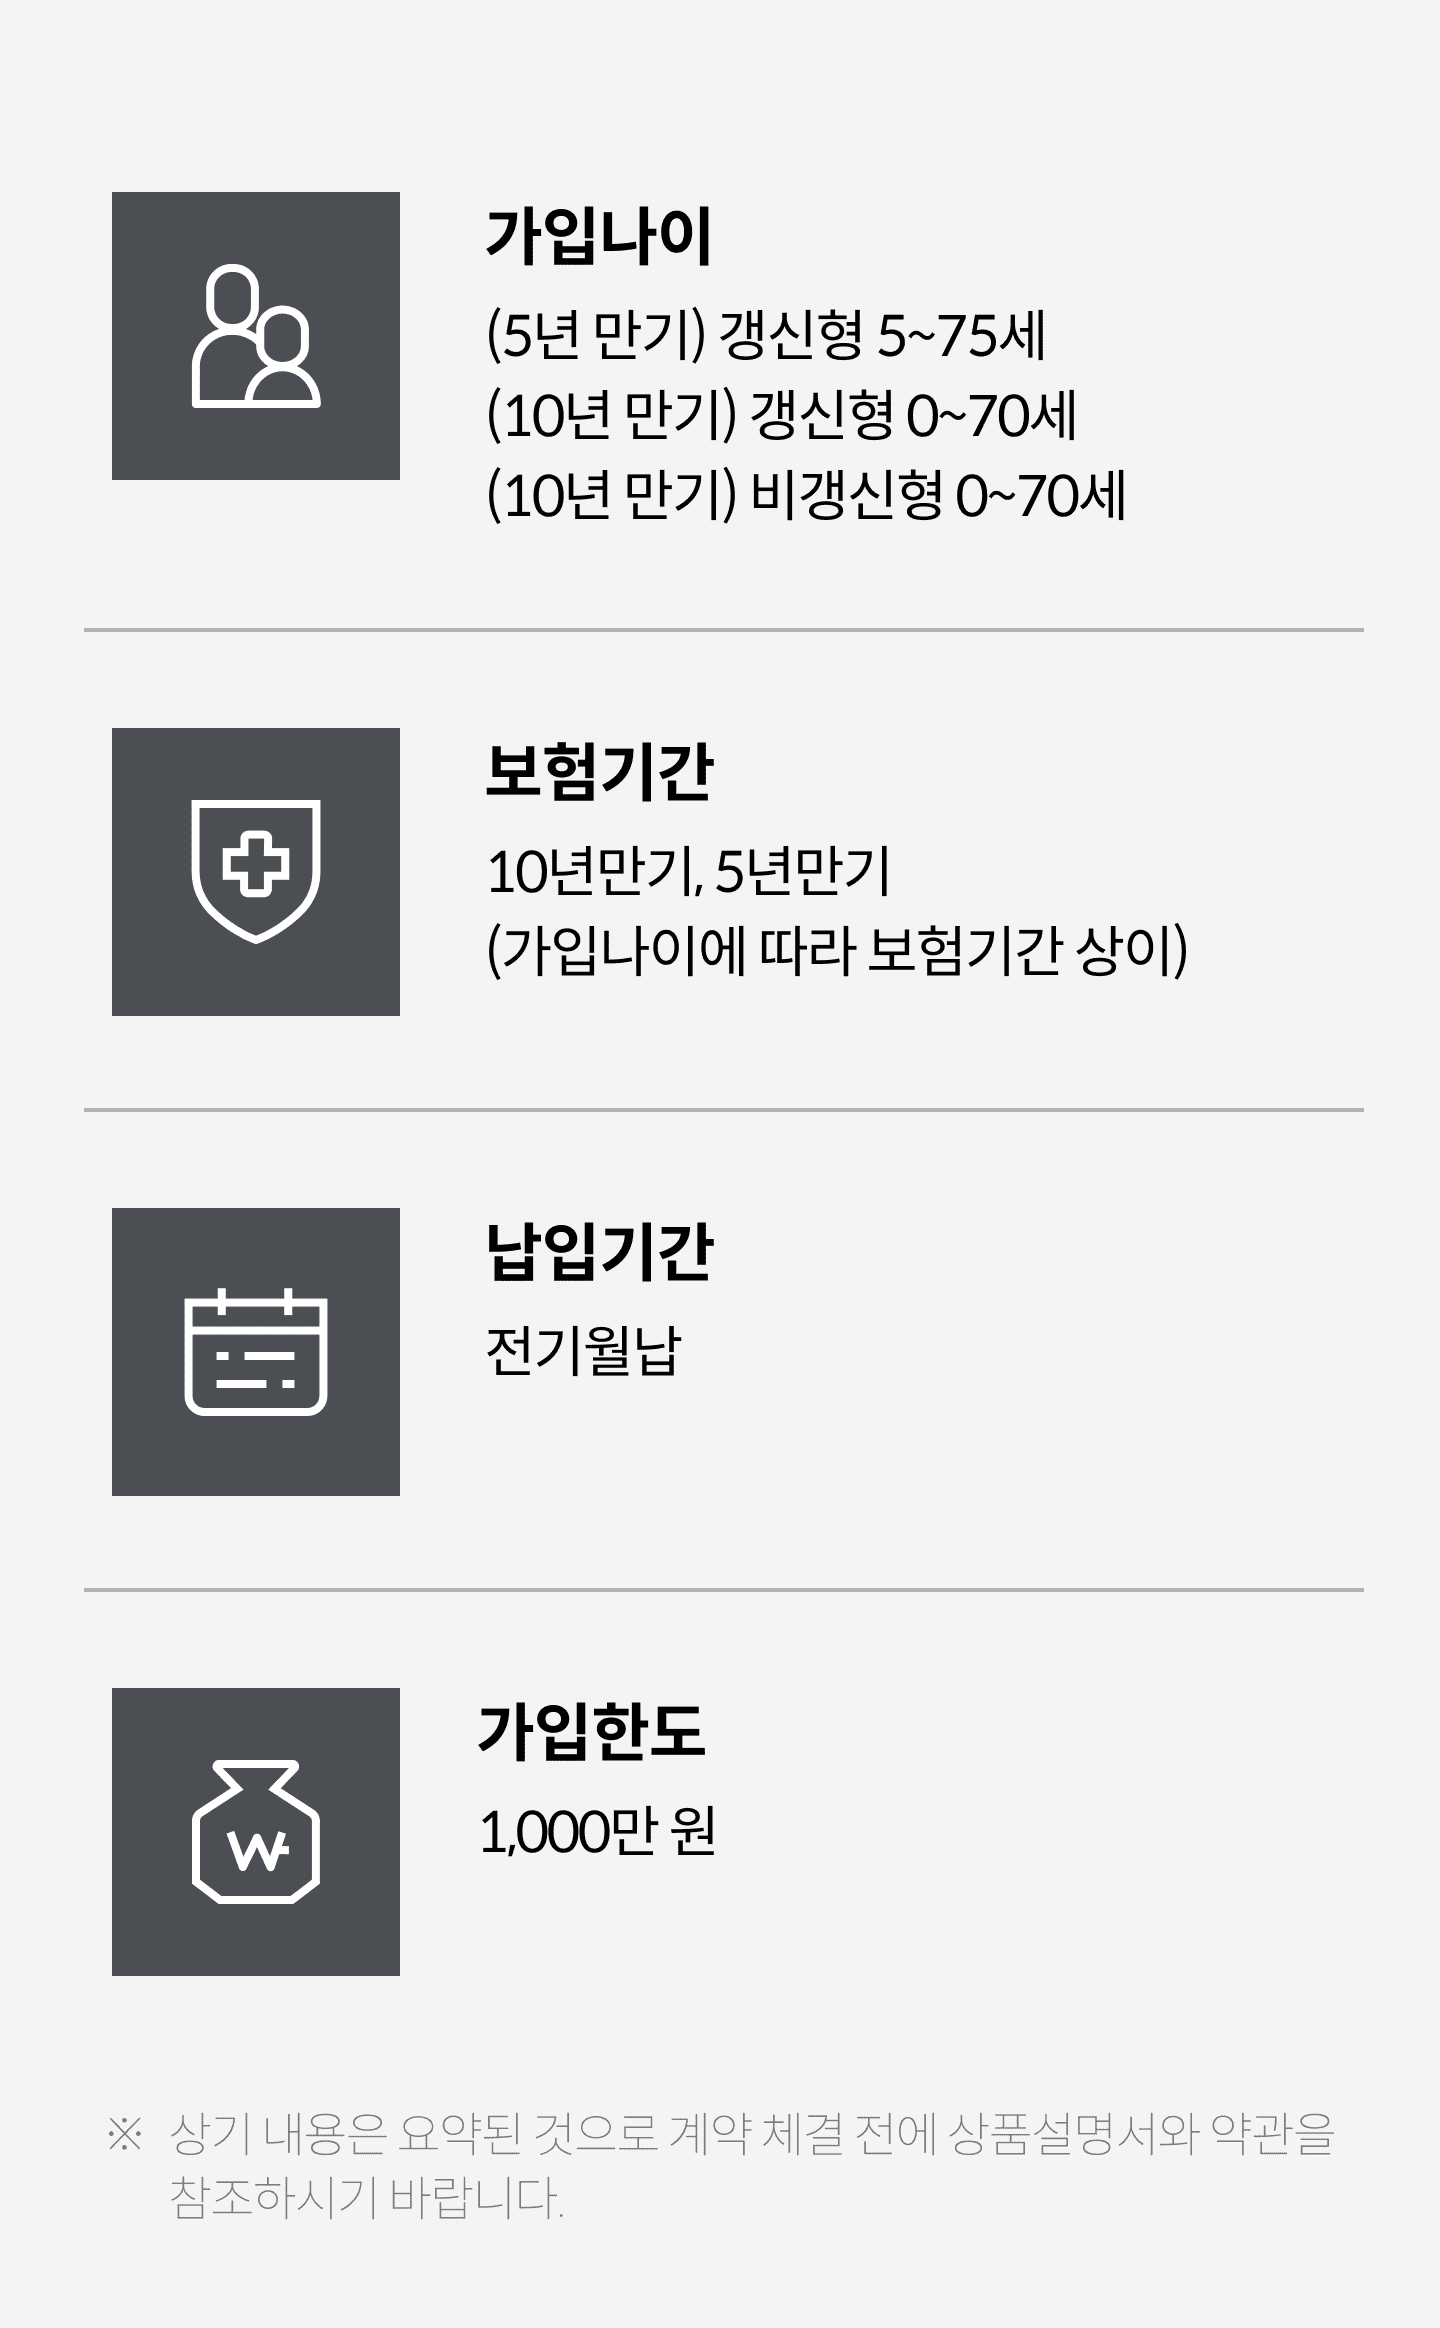 가입나이
(5년 만기) 갱신형 5~75세
(10년 만기) 갱신형 0~70세
(10년 만기) 비갱신형 0~70세
보험기간
10년만기, 5년만기
(가입나이에 따라 보험기간 상이)
납입기간
전기월납
가입한도
1,000만 원
※ 상기 내용은 요약된 것으로 계약 체결 전에 상품설명서와 약관을
참조하시기 바랍니다.